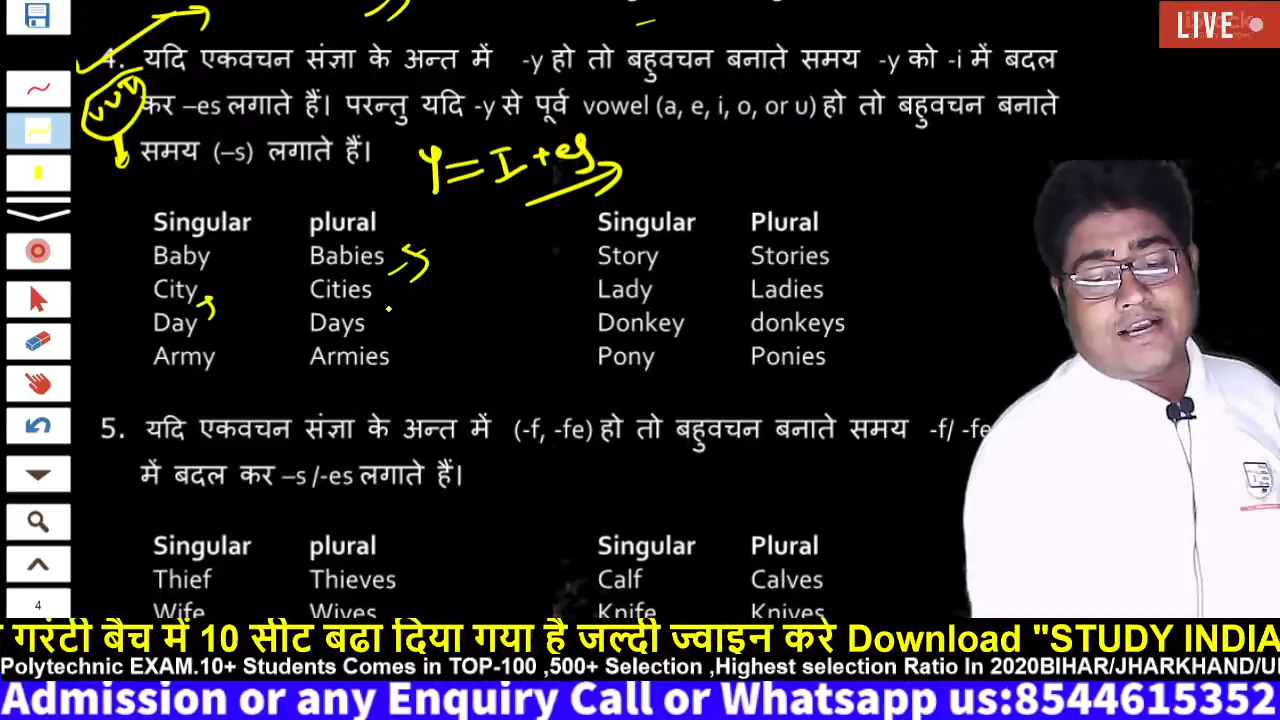 LIVE
4. यदि एकवचन संज्ञा के अन्त में -y हो तो बहुवचन बनाते समय -y को -i में बदल
कर –es लगाते हैं। परन्तु यदि -y से पूर्व vowel (a, e, i, o, or u) हो तो बहुवचन बनाते
समय (–s) लगाते हैं।
Y = I + es
Singular plural Singular Plural
Baby Babies Story Stories
City Cities Lady Ladies
Day Days Donkey donkeys
Army Armies Pony Ponies
5. यदि एकवचन संज्ञा के अन्त में (-f, -fe) हो तो बहुवचन बनाते समय -f/ -fe
में बदल कर –s /-es लगाते हैं।
Singular plural Singular Plural
Thief Thieves Calf Calves
Wife Wives Knife Knives
4
गरंटी बैच में 10 सीट बढा दिया गया है जल्दी ज्वाइन करे Download "STUDY INDIA
Polytechnic EXAM.10+ Students Comes in TOP-100 ,500+ Selection ,Highest selection Ratio In 2020BIHAR/JHARKHAND/U
Admission or any Enquiry Call or Whatsapp us:8544615352